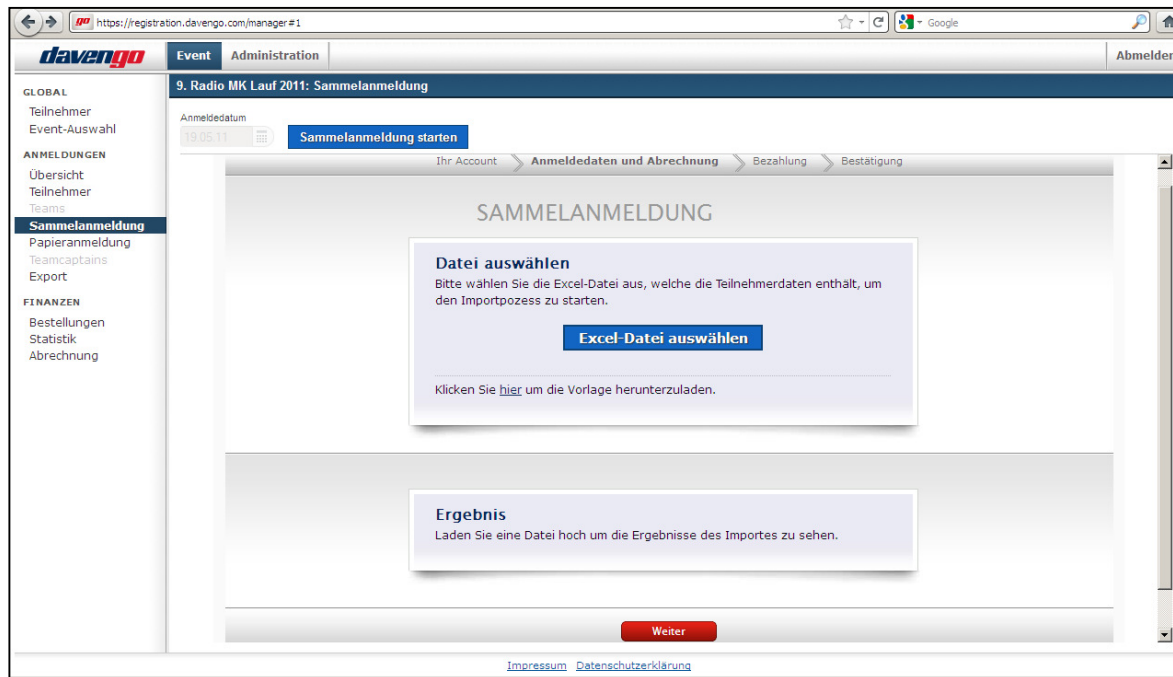 go https://registration.davengo.com/manager#1
Google
davengo
Event Administration
Abmelden
GLOBAL
Teilnehmer
Event-Auswahl
ANMELDUNGEN
Übersicht
Teilnehmer
Teams
Sammelanmeldung
Papieranmeldung
Teamcaptains
Export
FINANZEN
Bestellungen
Statistik
Abrechnung
9. Radio MK Lauf 2011: Sammelanmeldung
Anmeldedatum
19.05.11
Sammelanmeldung starten
Ihr Account Anmeldedaten und Abrechnung Bezahlung Bestätigung
SAMMELANMELDUNG
Datei auswählen
Bitte wählen Sie die Excel-Datei aus, welche die Teilnehmerdaten enthält, um
den Importpozess zu starten.
Excel-Datei auswählen
Klicken Sie hier um die Vorlage herunterzuladen.
Ergebnis
Laden Sie eine Datei hoch um die Ergebnisse des Importes zu sehen.
Weiter
Impressum Datenschutzerklärung